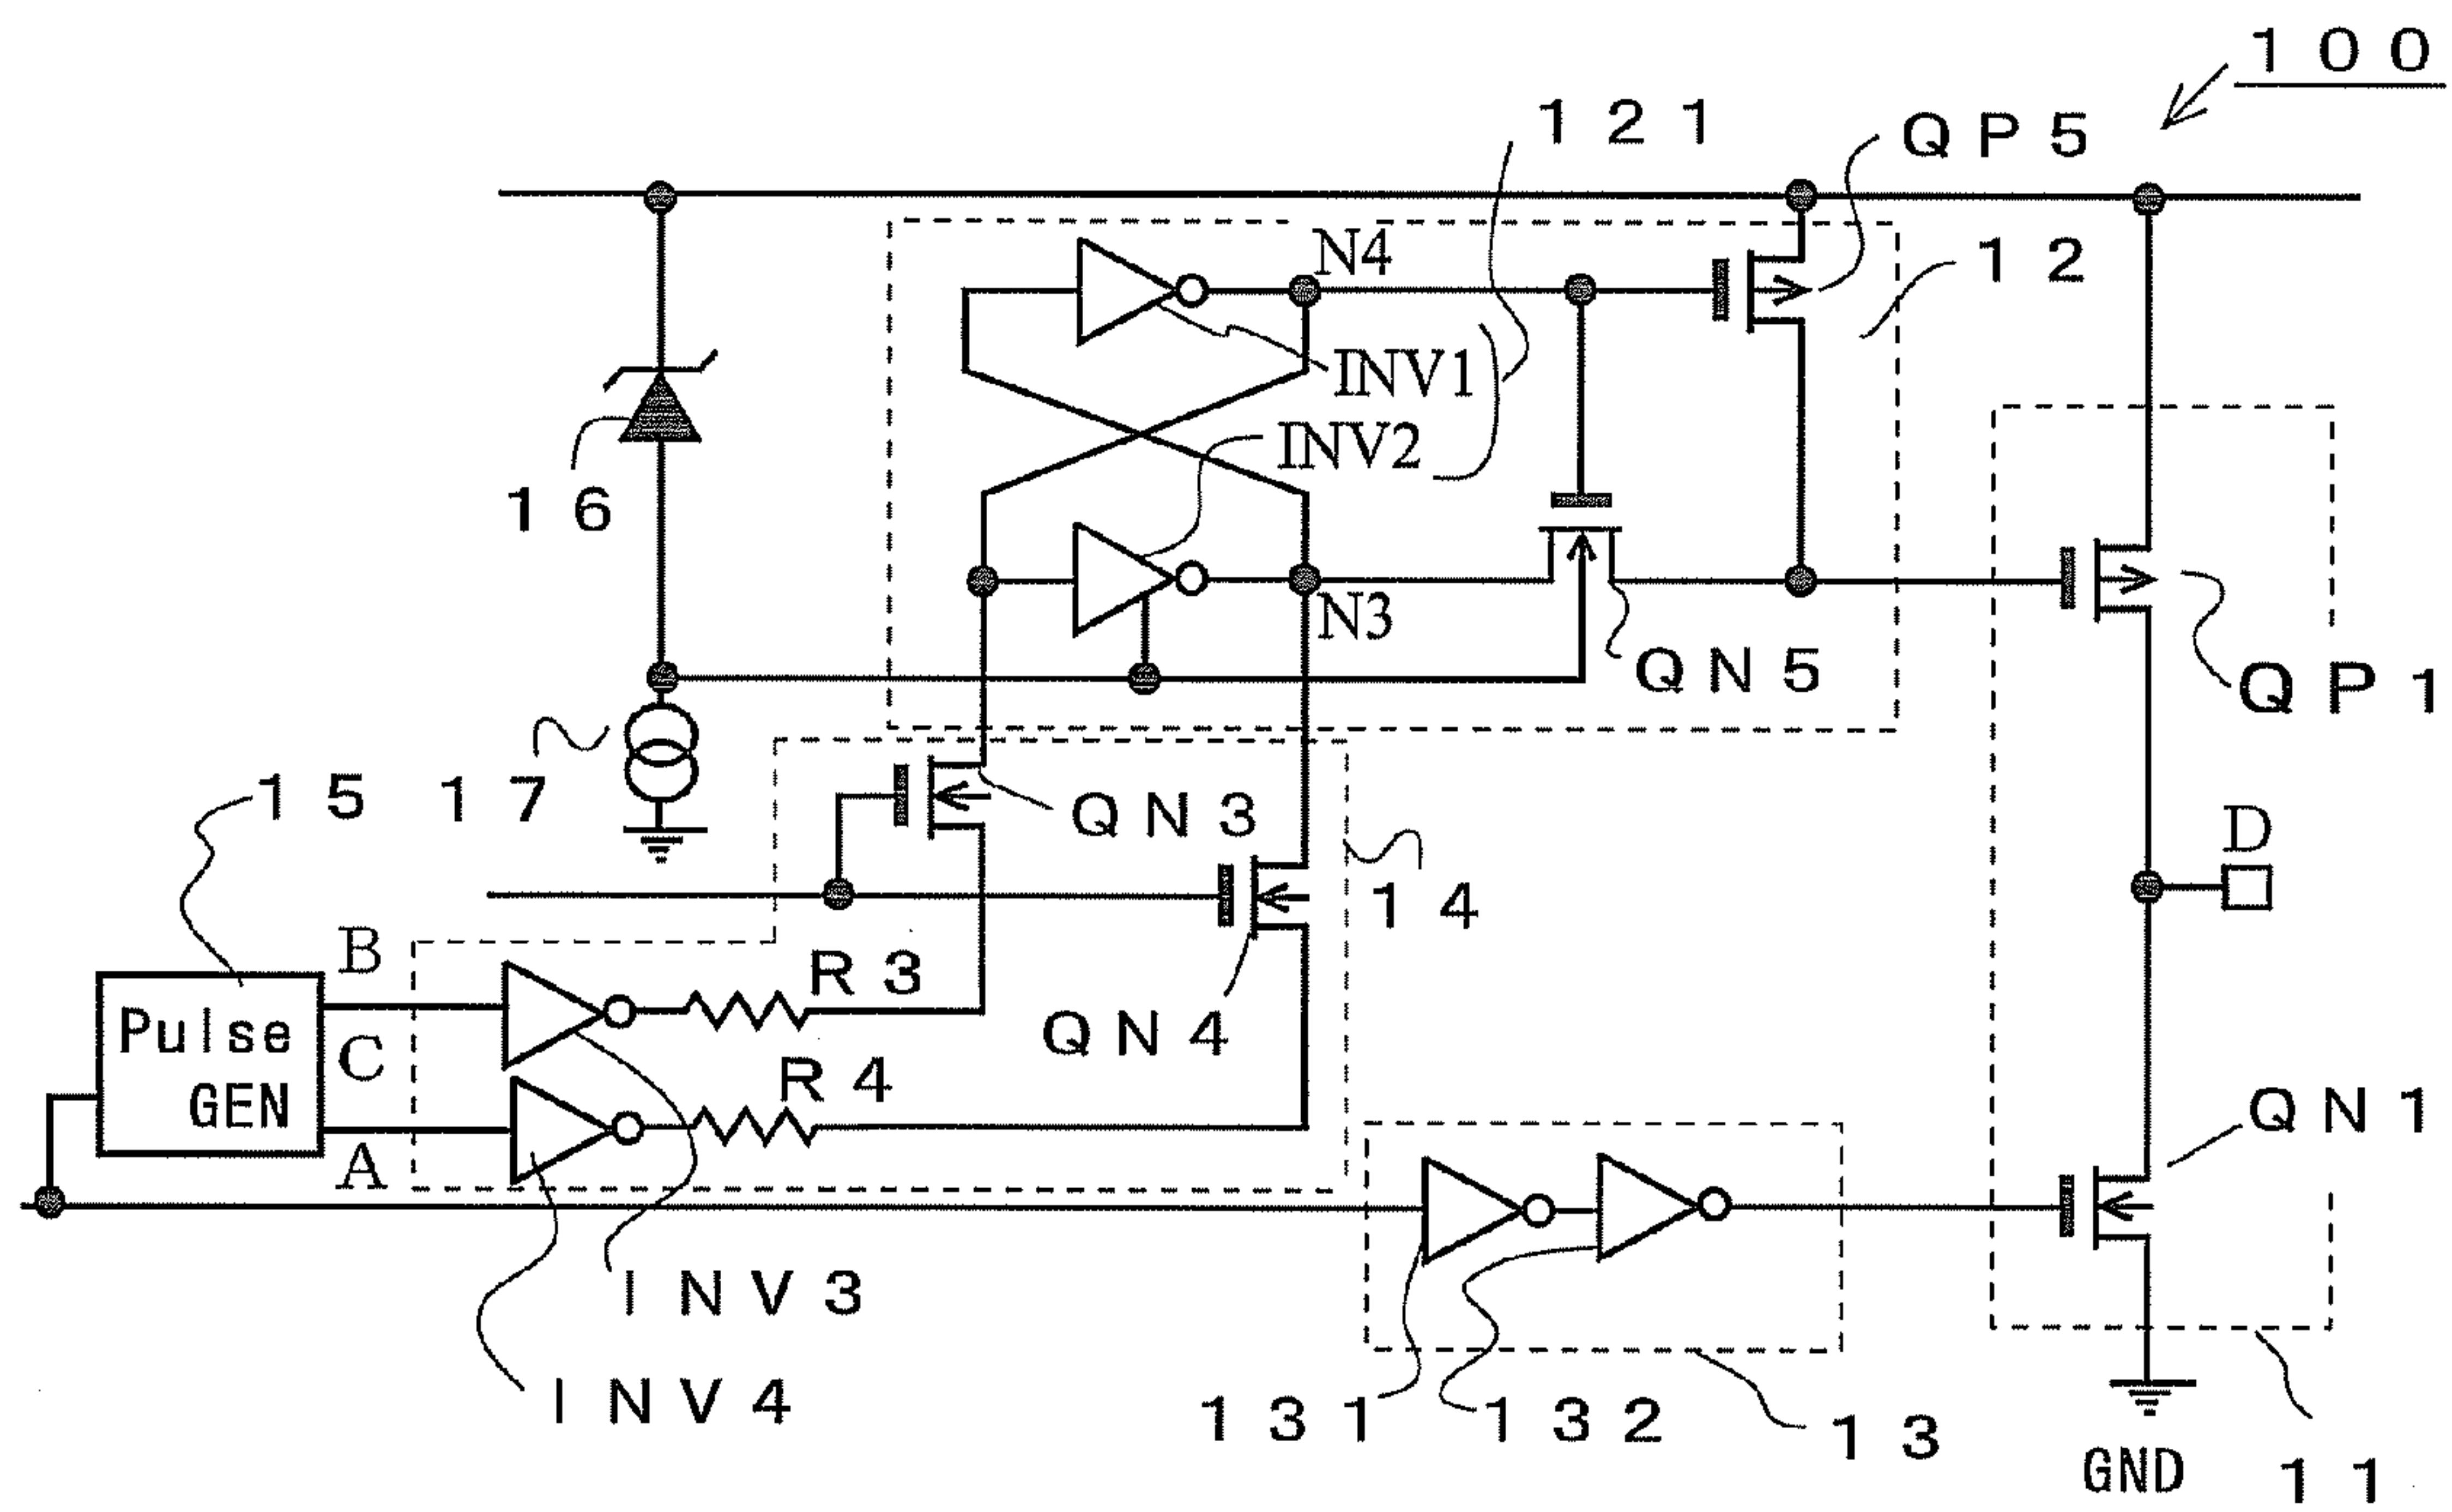 100
121
QP5
N4
12
INV1
INV2
16
N3
QN5
QP1
15
17
QN3
D
14
B
R3
Pulse
GEN
C
QN4
R4
A
QN1
INV3
INV4
131
132
13
GND
11